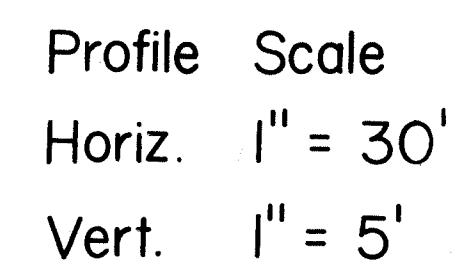 Profile Scale
Horiz. 1" = 30'
Vert. 1" = 5'